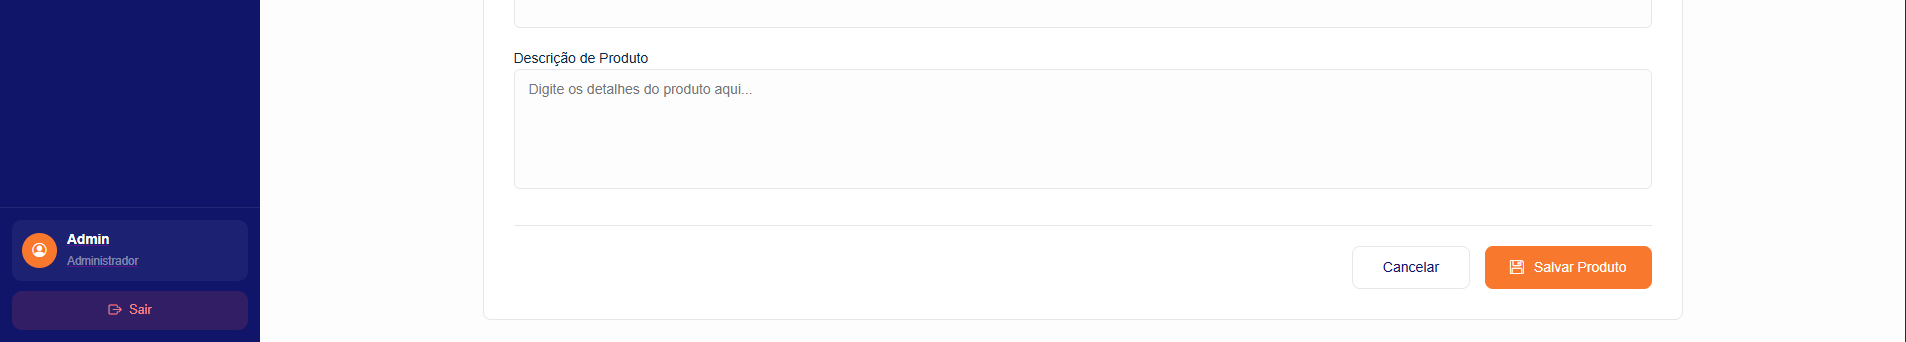 Descrição de Produto
Digite os detalhes do produto aqui...
Admin
Administrador
Sair
Cancelar
Salvar Produto